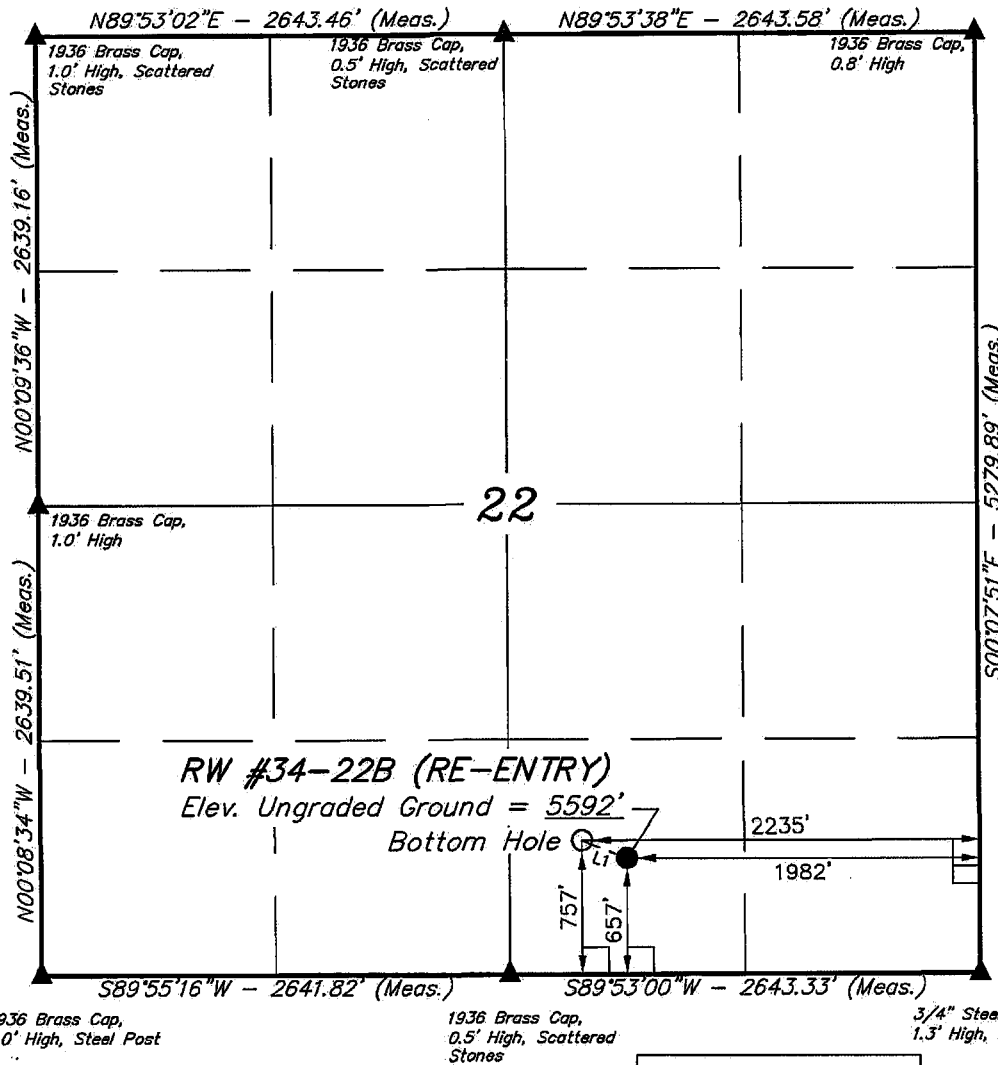 N89°53'02"E - 2643.46' (Meas.)
N89°53'38"E - 2643.58' (Meas.)
1936 Brass Cap,
1.0' High, Scattered
Stones
1936 Brass Cap,
0.5' High, Scattered
Stones
1936 Brass Cap,
0.8' High
N00°09'36"W - 2639.16' (Meas.)
S00°07'51"E - 5279.89' (Meas.)
22
1936 Brass Cap,
1.0' High
N00°08'34"W - 2639.51' (Meas.)
RW #34-22B (RE-ENTRY)
Elev. Ungraded Ground = 5592'
Bottom Hole
L1
2235'
1982'
757'
657'
S89°55'16"W - 2641.82' (Meas.)
S89°53'00"W - 2643.33' (Meas.)
936 Brass Cap,
0' High, Steel Post
1936 Brass Cap,
0.5' High, Scattered
Stones
3/4" Steel
1.3' High,